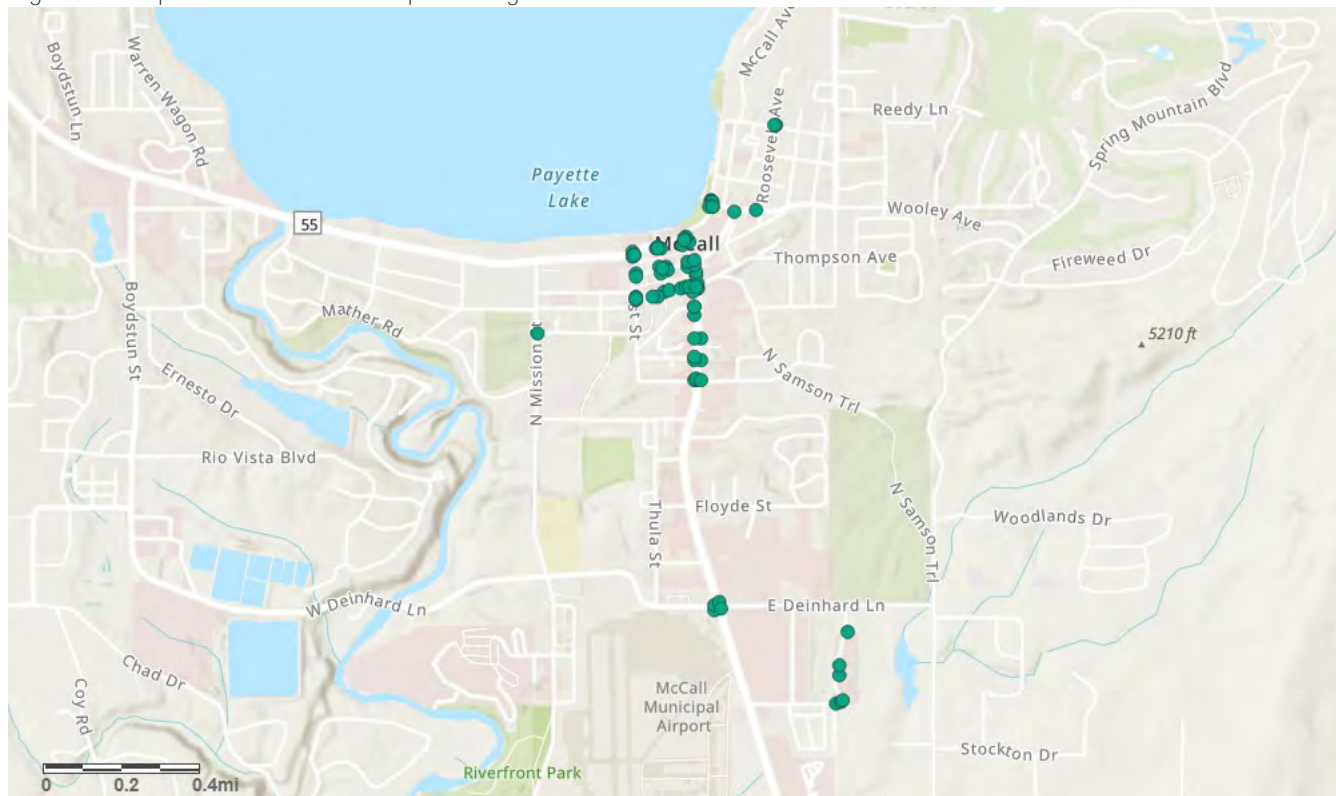 McCall Ave
Boydstun Ln
Warren Wagon Rd
Reedy Ln
Spring Mountain Blvd
Roosevelt Ave
Payette
Lake
55
Wooley Ave
McCall
Thompson Ave
Fireweed Dr
Boydstun St
Mather Rd
st St
5210 ft
N Mission
Ernesto Dr
N Samson Trl
Rio Vista Blvd
Thula St
Floyde St
N Samson Trl
Woodlands Dr
W Deinhard Ln
E Deinhard Ln
Chad Dr
Coy Rd
McCall
Municipal
Airport
Stockton Dr
Riverfront Park
0 0.2 0.4mi